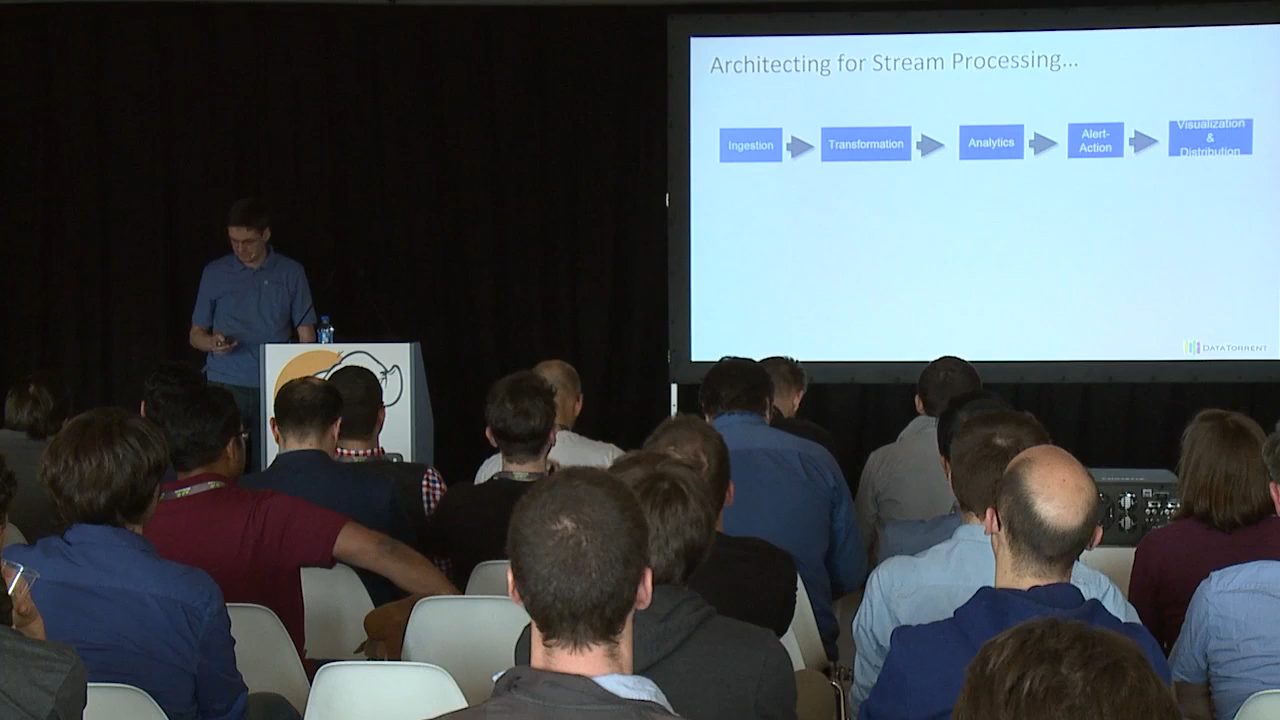 Architecting for Stream Processing...
Ingestion
Transformation
Analytics
Alert-
Action
Visualization
&
Distribution
DATATORRENT